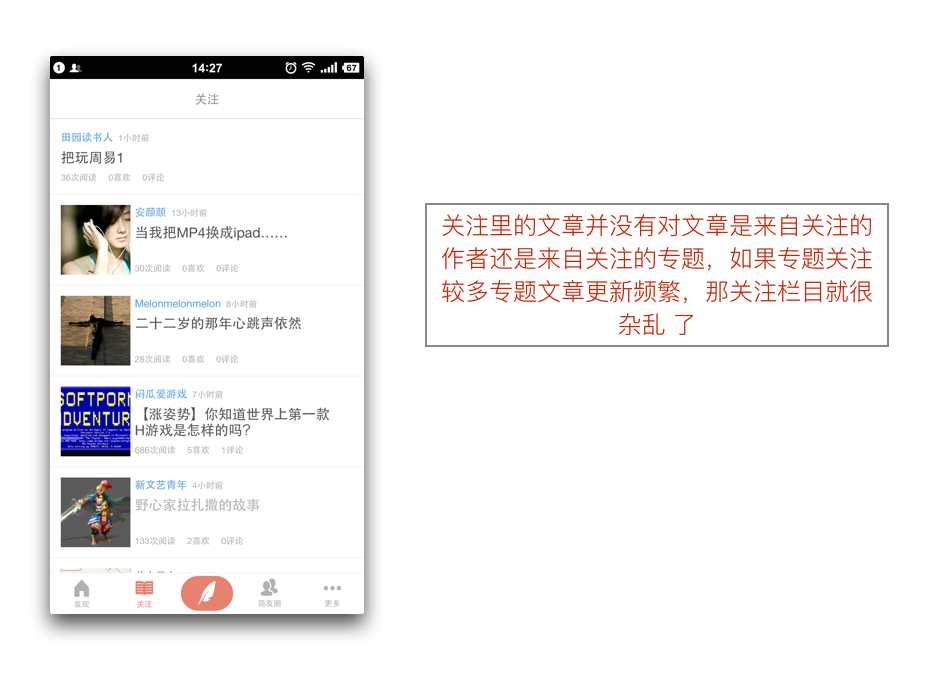 1
14:27
67
关注
田园读书人 1小时前
把玩周易1
36次阅读 0喜欢 0评论
安颜颜 13小时前
当我把MP4换成ipad……
30次阅读 0喜欢 0评论
Melonmelonmelon 8小时前
二十二岁的那年心跳声依然
28次阅读 0喜欢 0评论
SOFTPORN
DVENTUR
闷瓜爱游戏 7小时前
【涨姿势】你知道世界上第一款
H游戏是怎样的吗?
686次阅读 5喜欢 1评论
新文艺青年 4小时前
野心家拉扎撒的故事
133次阅读 2喜欢 0评论
发现 关注 简友圈 更多
关注里的文章并没有对文章是来自关注的
作者还是来自关注的专题，如果专题关注
较多专题文章更新频繁，那关注栏目就很
杂乱 了